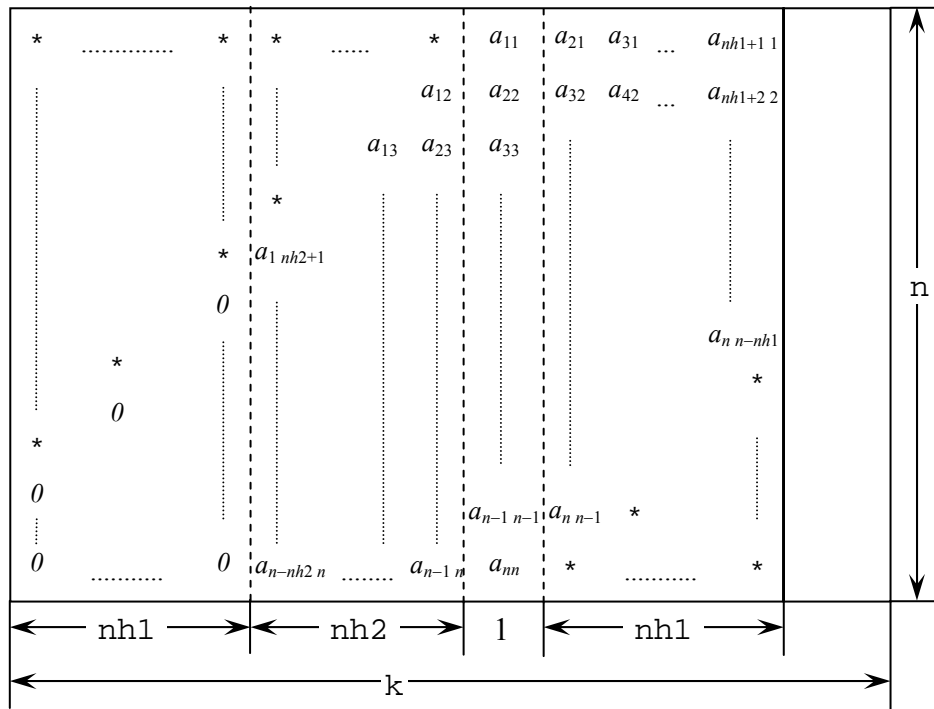 * ............. * * ...... * a₁₁ a₂₁ a₃₁ ... aₙₕ₁₊₁ ₁
a₁₂ a₂₂ a₃₂ a₄₂ ... aₙₕ₁₊₂ ₂
a₁₃ a₂₃ a₃₃
*
* a₁ ₙₕ₂₊₁
0
n
aₙ ₙ₋ₙₕ₁
* *
0
*
0
aₙ₋₁ ₙ₋₁ aₙ ₙ₋₁ *
0 .......... 0 aₙ₋ₙₕ₂ ₙ ........ aₙ₋₁ ₙ aₙₙ * ........... *
nh1 nh2 1 nh1
k